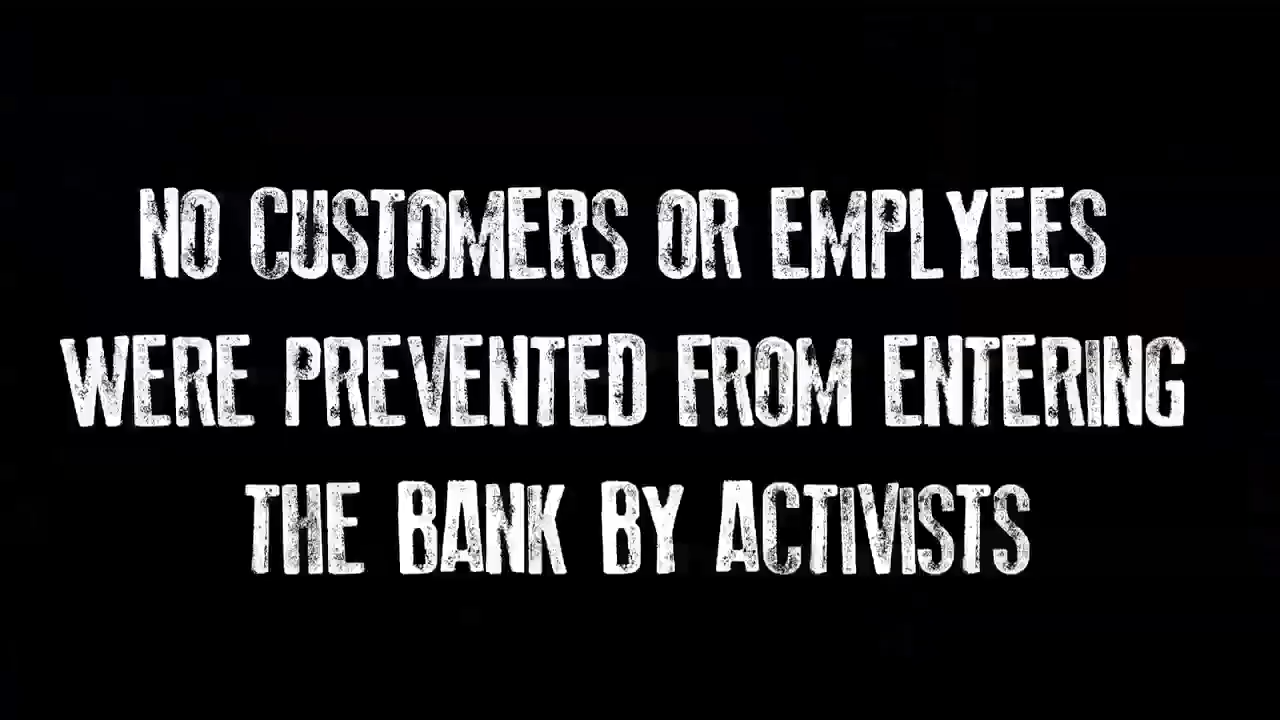 NO CUSTOMERS OR EMPLYEES
WERE PREVENTED FROM ENTERING
THE BANK BY ACTIVISTS